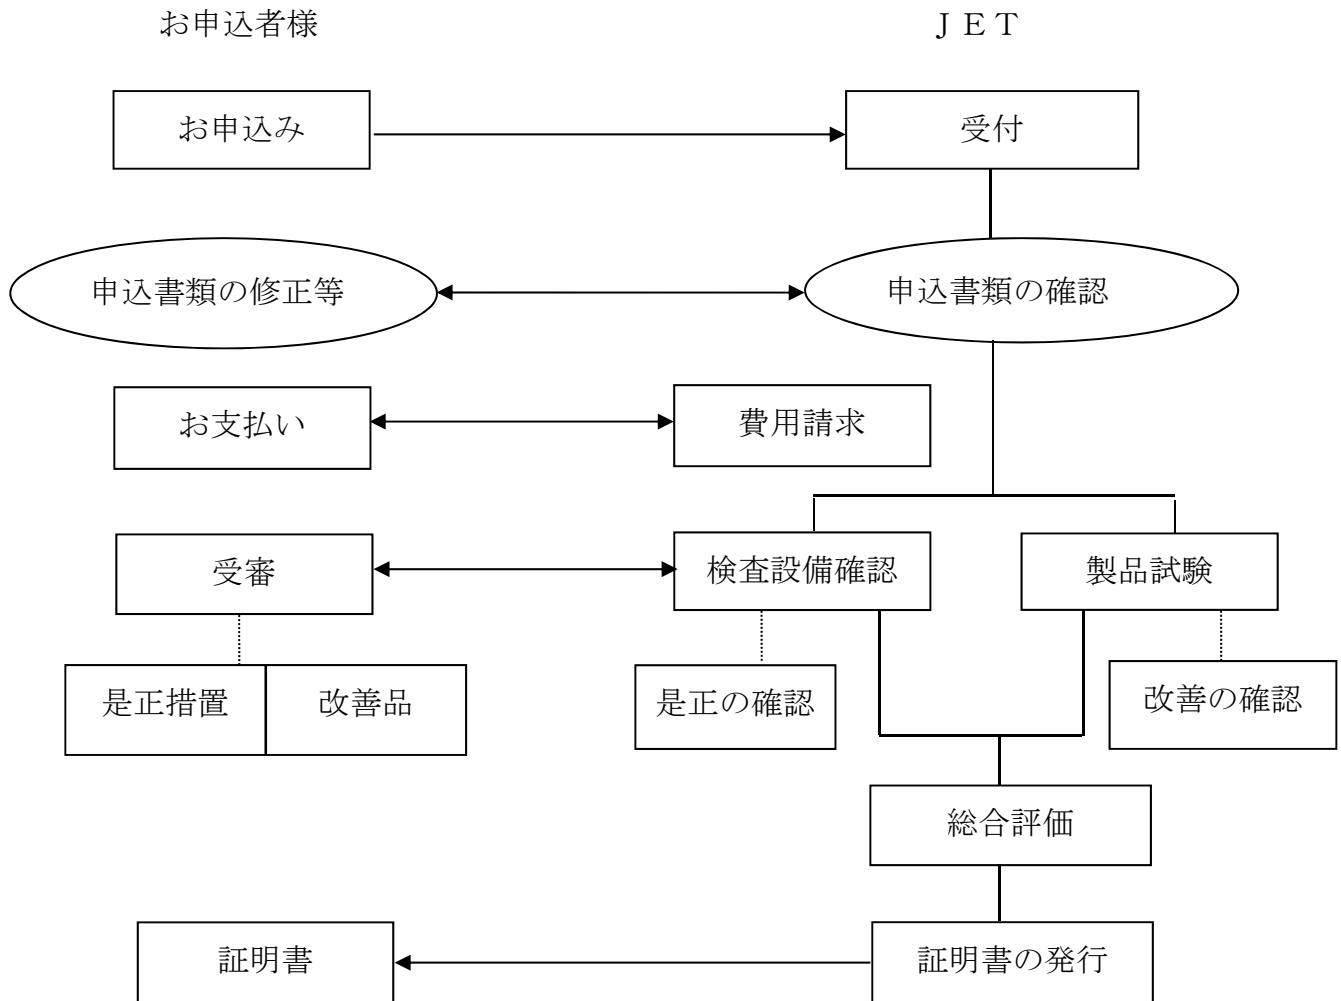 お申込者様
ＪＥＴ
お申込み
受付
申込書類の修正等
申込書類の確認
お支払い
費用請求
受審
検査設備確認
製品試験
是正措置
改善品
是正の確認
改善の確認
総合評価
証明書
証明書の発行